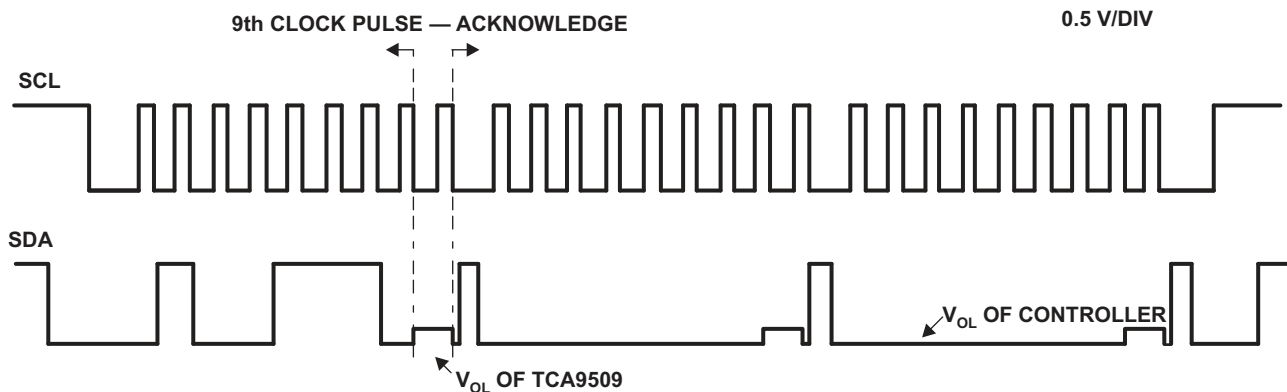 9th CLOCK PULSE — ACKNOWLEDGE
0.5 V/DIV
SCL
SDA
VOL OF CONTROLLER
VOL OF TCA9509